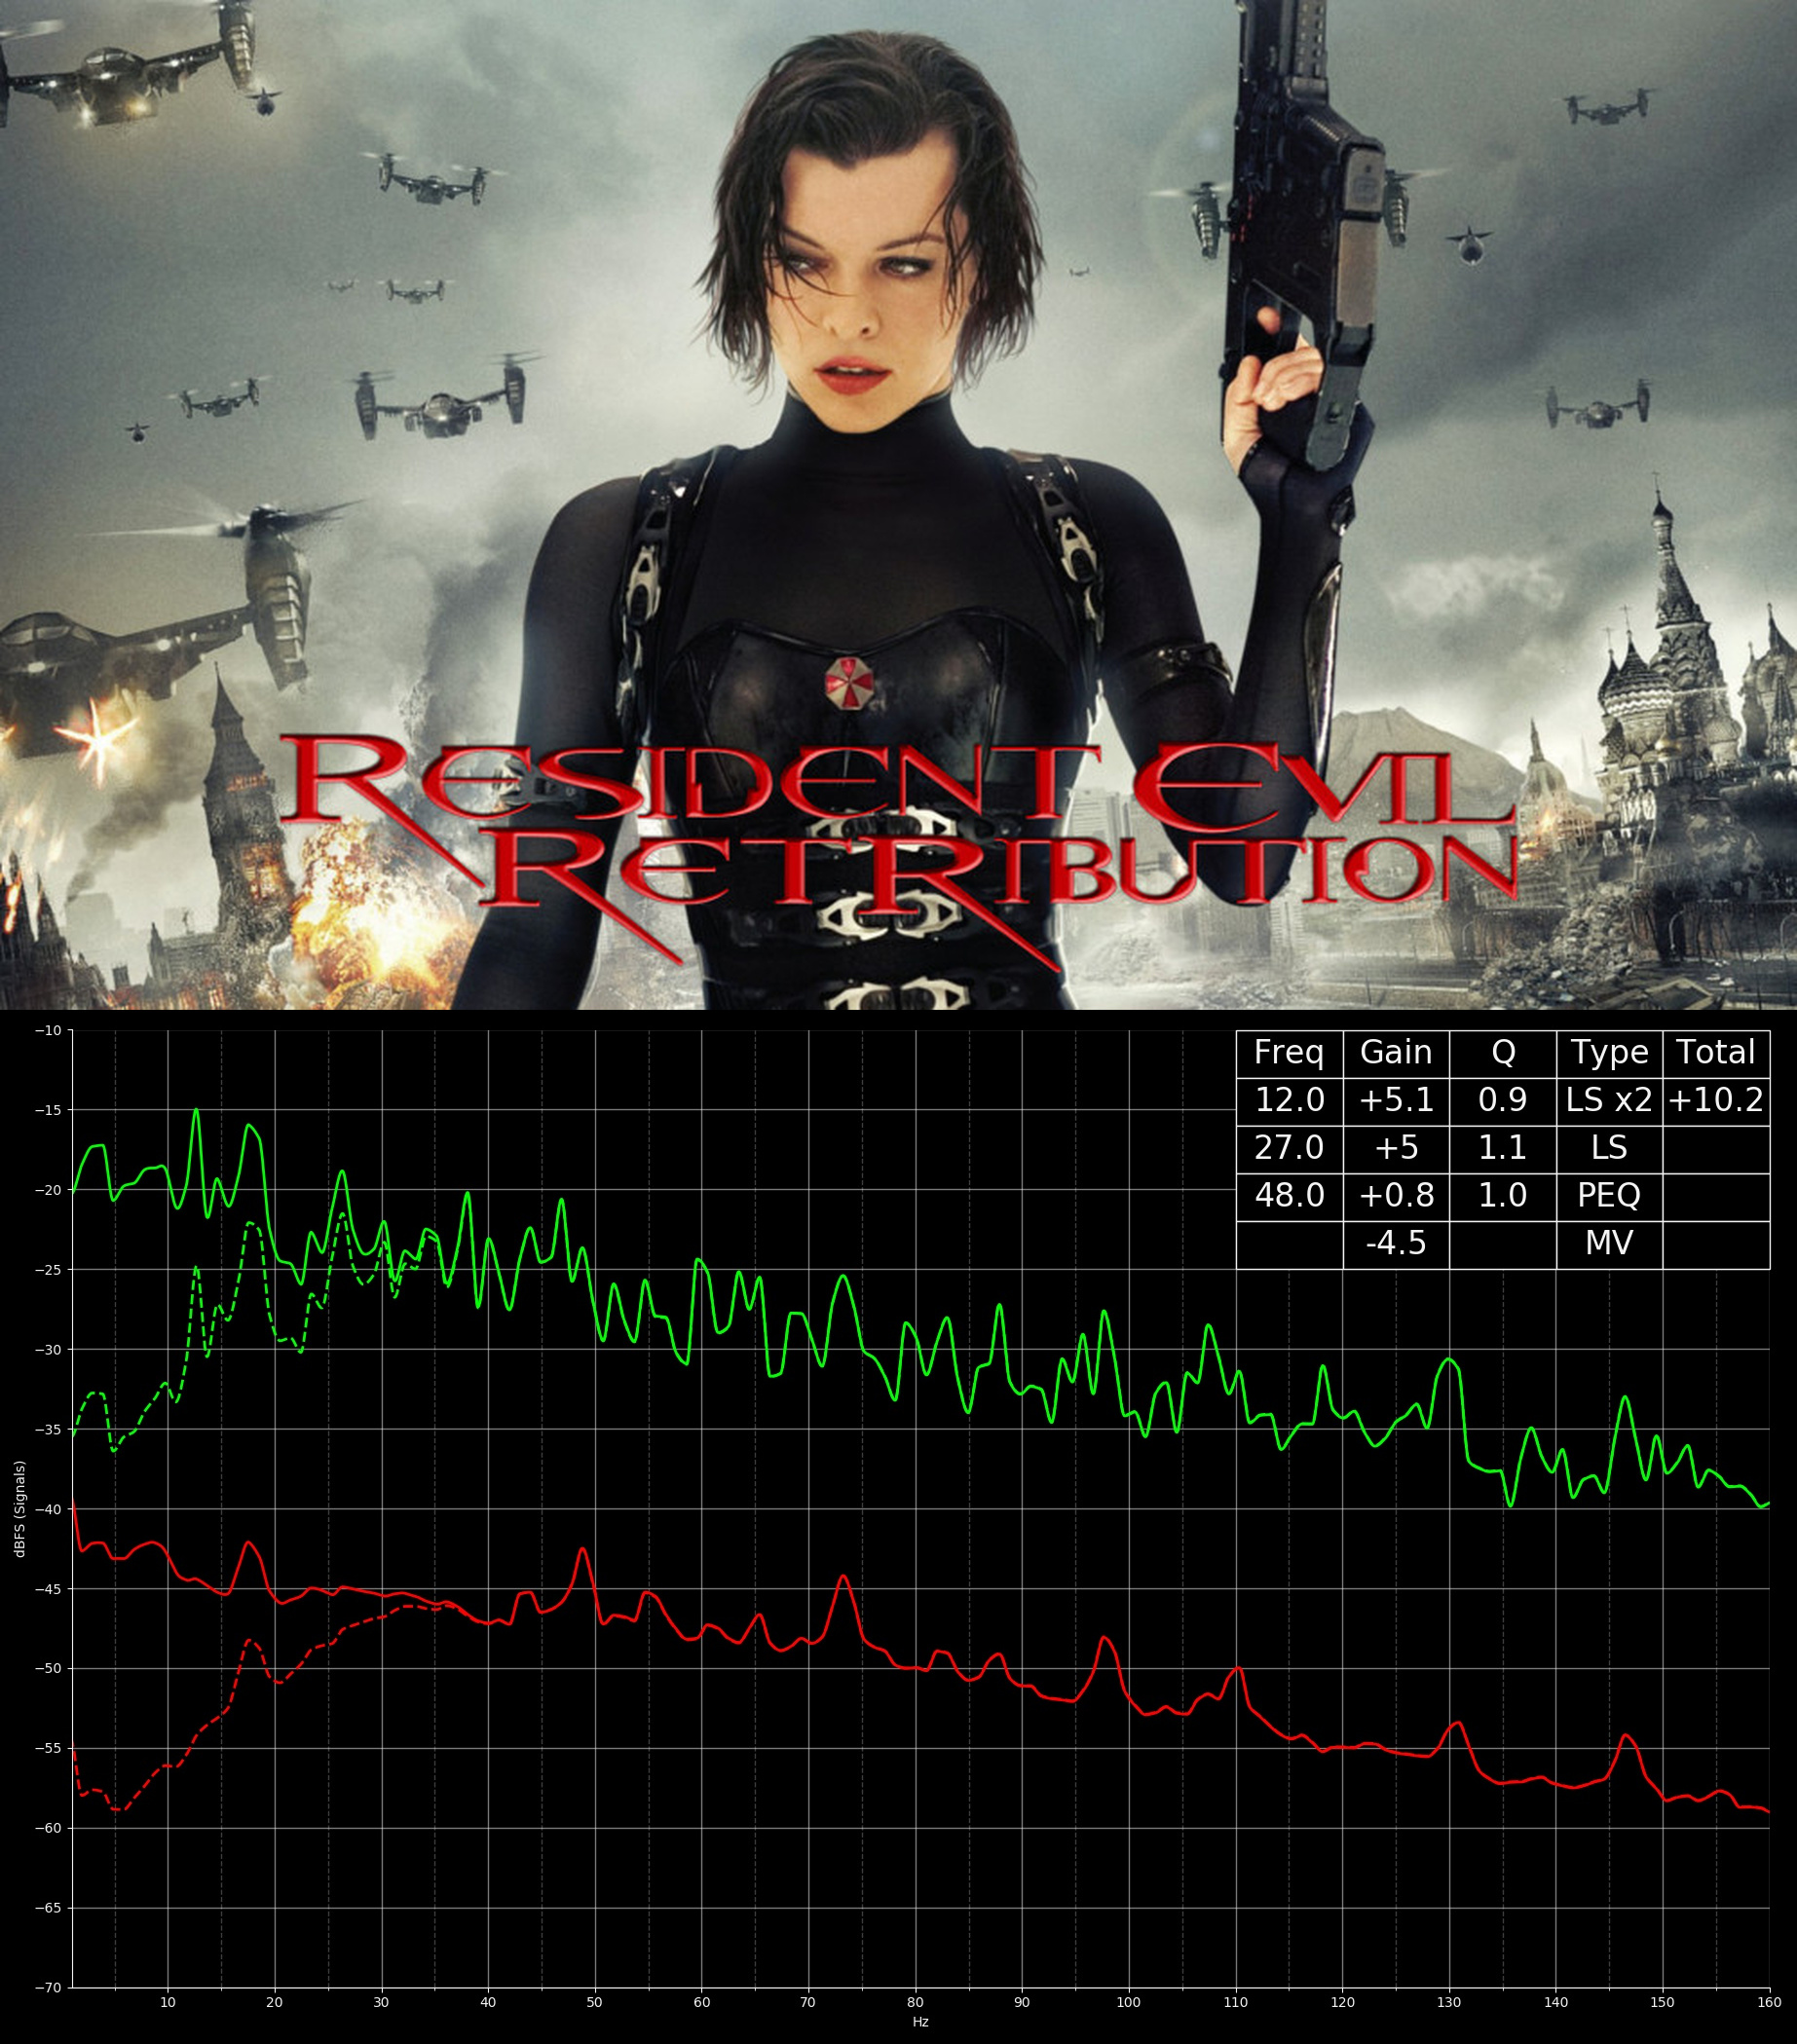 RESIDENT EVIL
RETRIBUTION
Freq Gain Q Type Total
12.0 +5.1 0.9 LS x2 +10.2
27.0 +5 1.1 LS
48.0 +0.8 1.0 PEQ
-4.5 MV
−10
−15
−20
−25
−30
−35
−40
−45
−50
−55
−60
−65
−70
dBFS (Signals)
10 20 30 40 50 60 70 80 90 100 110 120 130 140 150 160
Hz